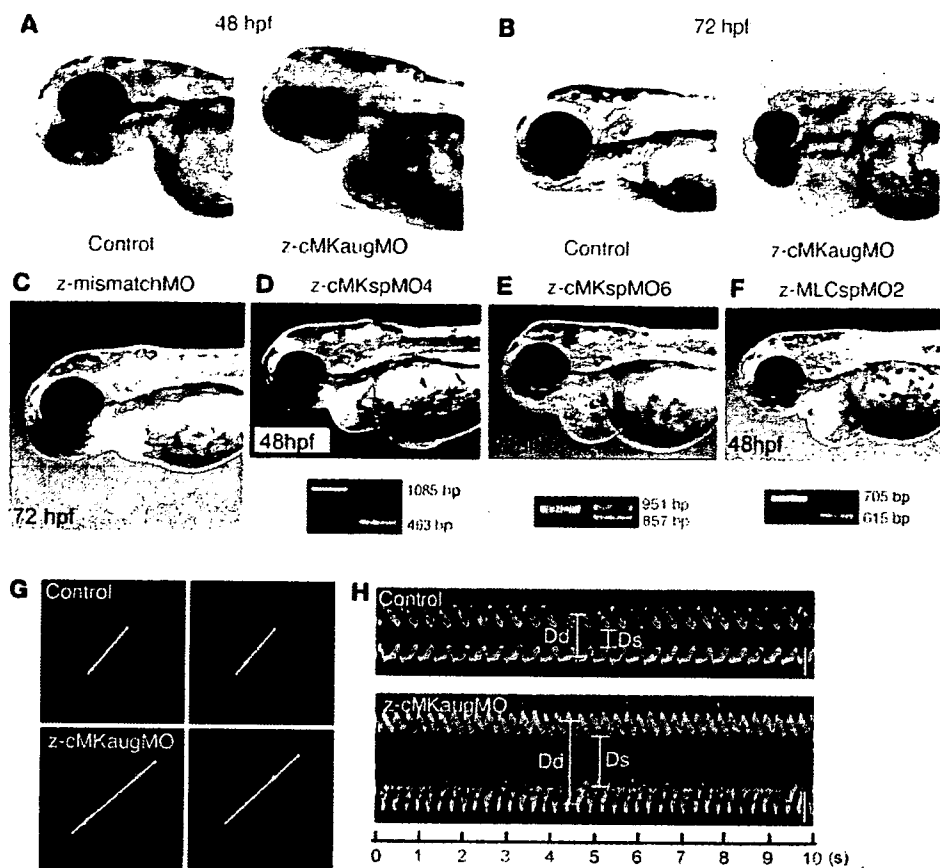 A 48 hpf B 72 hpf
Control z-cMKaugMO Control z-cMKaugMO
C z-mismatchMO D z-cMKspMO4 E z-cMKspMO6 F z-MLCspMO2
72 hpf 48hpf 48hpf
1085 bp
463 bp
951 bp
857 bp
705 bp
615 bp
G Control
z-cMKaugMO
H Control
Dd Ds
z-cMKaugMO
Dd Ds
0 1 2 3 4 5 6 7 8 9 10 (s)